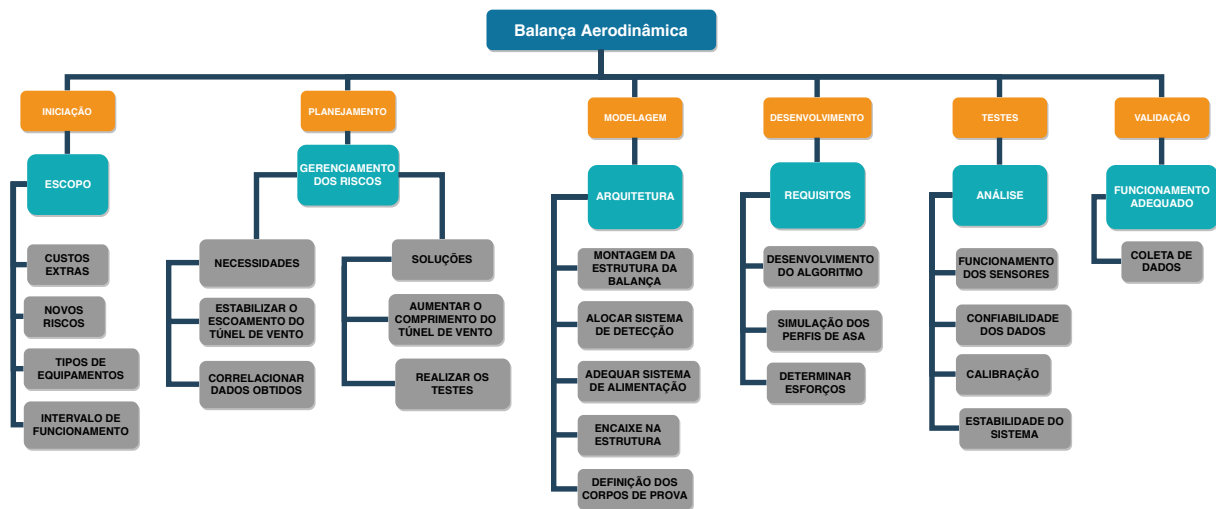 Balança Aerodinâmica
INICIAÇÃO
PLANEJAMENTO
MODELAGEM
DESENVOLVIMENTO
TESTES
VALIDAÇÃO
ESCOPO
CUSTOS
EXTRAS
NOVOS
RISCOS
TIPOS DE
EQUIPAMENTOS
INTERVALO DE
FUNCIONAMENTO
GERENCIAMENTO
DOS RISCOS
NECESSIDADES
ESTABILIZAR O
ESCOAMENTO DO
TÚNEL DE VENTO
CORRELACIONAR
DADOS OBTIDOS
SOLUÇÕES
AUMENTAR O
COMPRIMENTO DO
TÚNEL DE VENTO
REALIZAR OS
TESTES
ARQUITETURA
MONTAGEM DA
ESTRUTURA DA
BALANÇA
ALOCAR SISTEMA
DE DETECÇÃO
ADEQUAR SISTEMA
DE ALIMENTAÇÃO
ENCAIXE NA
ESTRUTURA
DEFINIÇÃO DOS
CORPOS DE PROVA
REQUISITOS
DESENVOLVIMENTO
DO ALGORITMO
SIMULAÇÃO DOS
PERFIS DE ASA
DETERMINAR
ESFORÇOS
ANÁLISE
FUNCIONAMENTO
DOS SENSORES
CONFIABILIDADE
DOS DADOS
CALIBRAÇÃO
ESTABILIDADE DO
SISTEMA
FUNCIONAMENTO
ADEQUADO
COLETA DE
DADOS